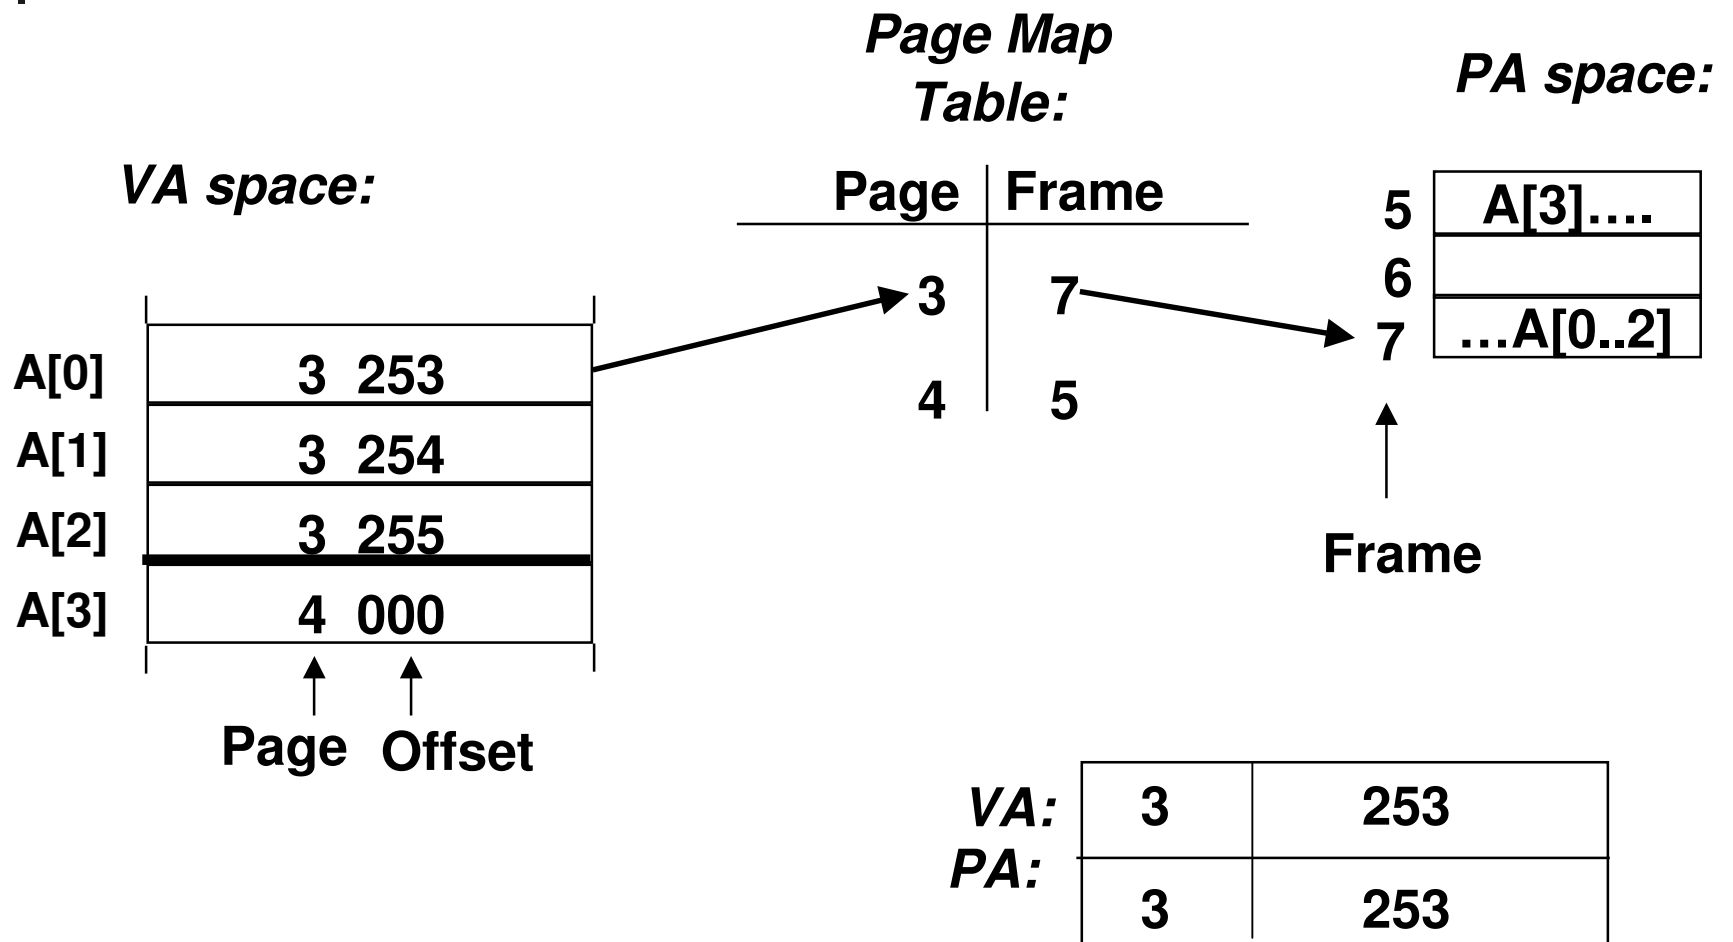 Page Map
Table:
PA space:
VA space:
Page Frame
3 7
4 5
5 A[3]....
6
7 ...A[0..2]
Frame
A[0] 3 253
A[1] 3 254
A[2] 3 255
A[3] 4 000
Page Offset
VA: 3 253
PA: 3 253